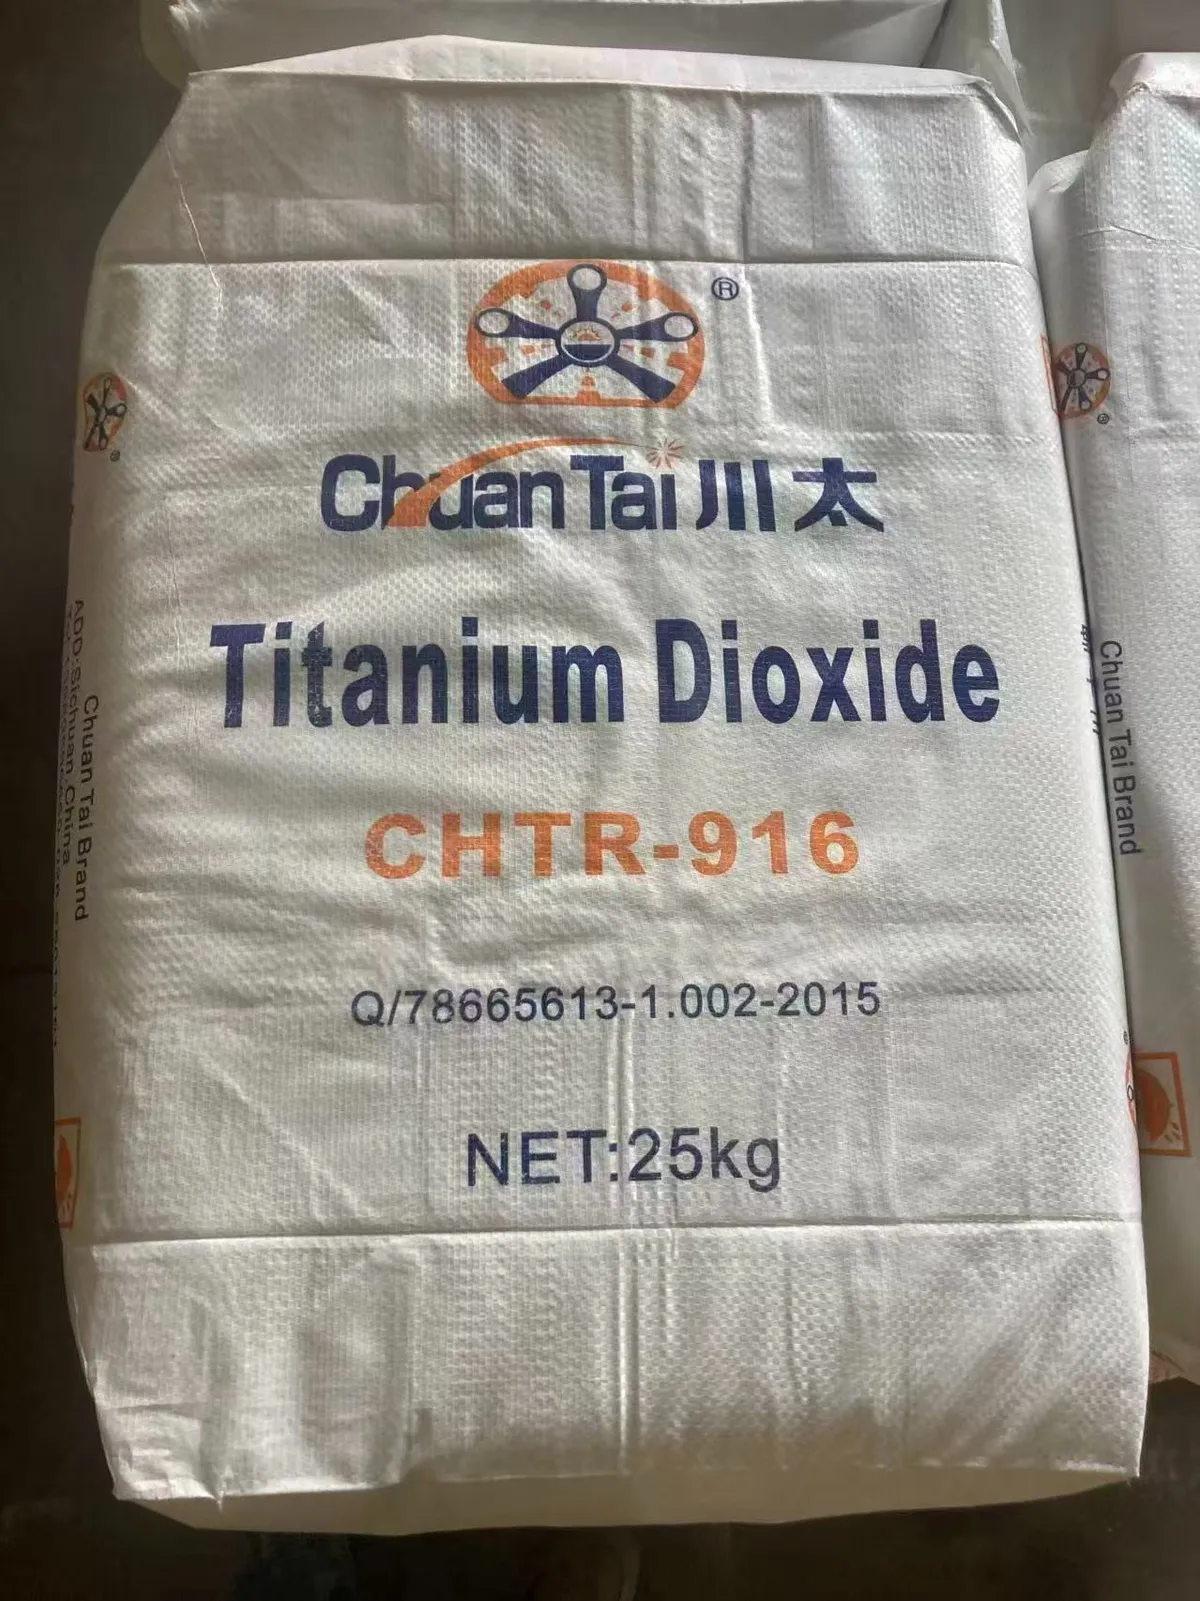 ®
ChuanTai川太
Titanium Dioxide
CHTR-916
Q/78665613-1.002-2015
NET:25kg
Chuan Tai Brand
ADD:Sichuan,China
®
Chuan Tai Brand
®